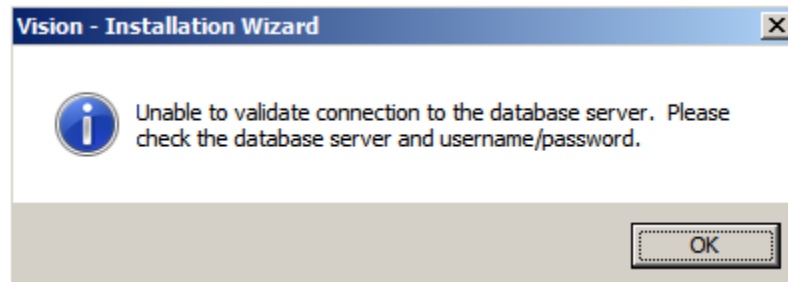 Vision - Installation Wizard
Unable to validate connection to the database server.  Please
check the database server and username/password.
OK